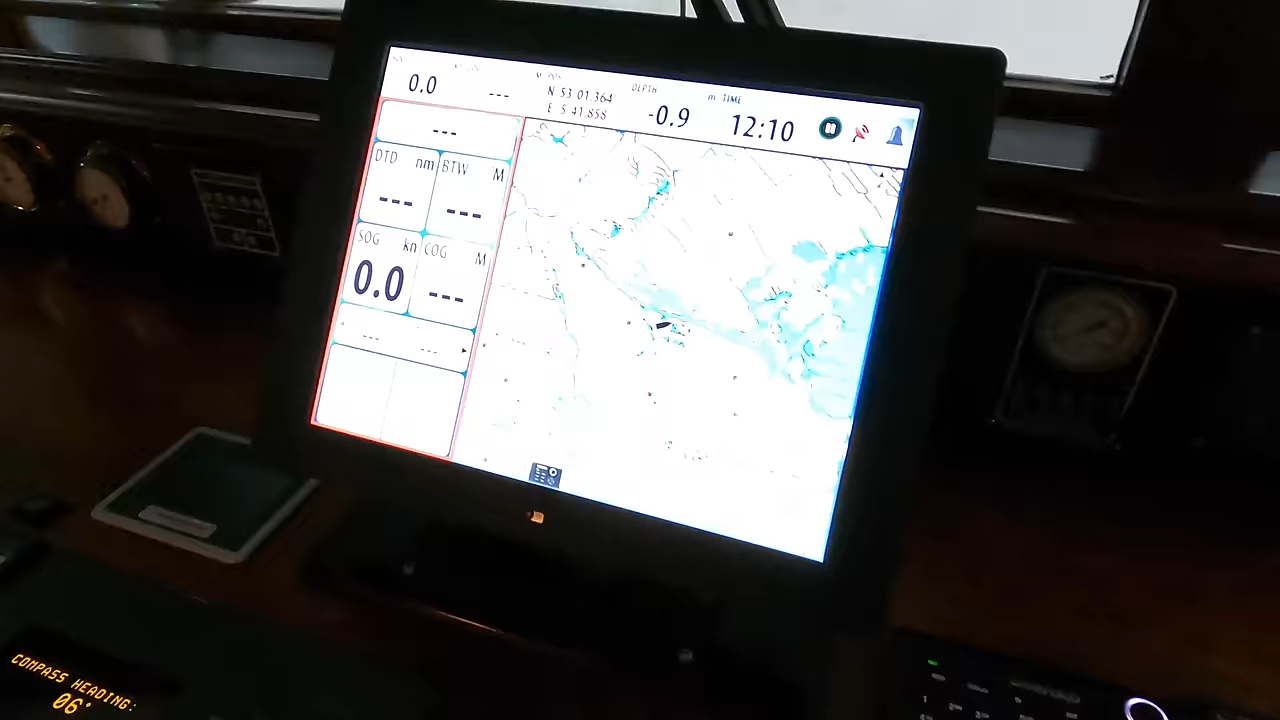 0.0
---
N 53 01.364
E 5 41.858
DEPTH
-0.9
m
TIME
12:10
---
DTD nm
---
BTW M
---
SOG kn
0.0
COG M
---
---
---
COMPASS HEADING:
06°